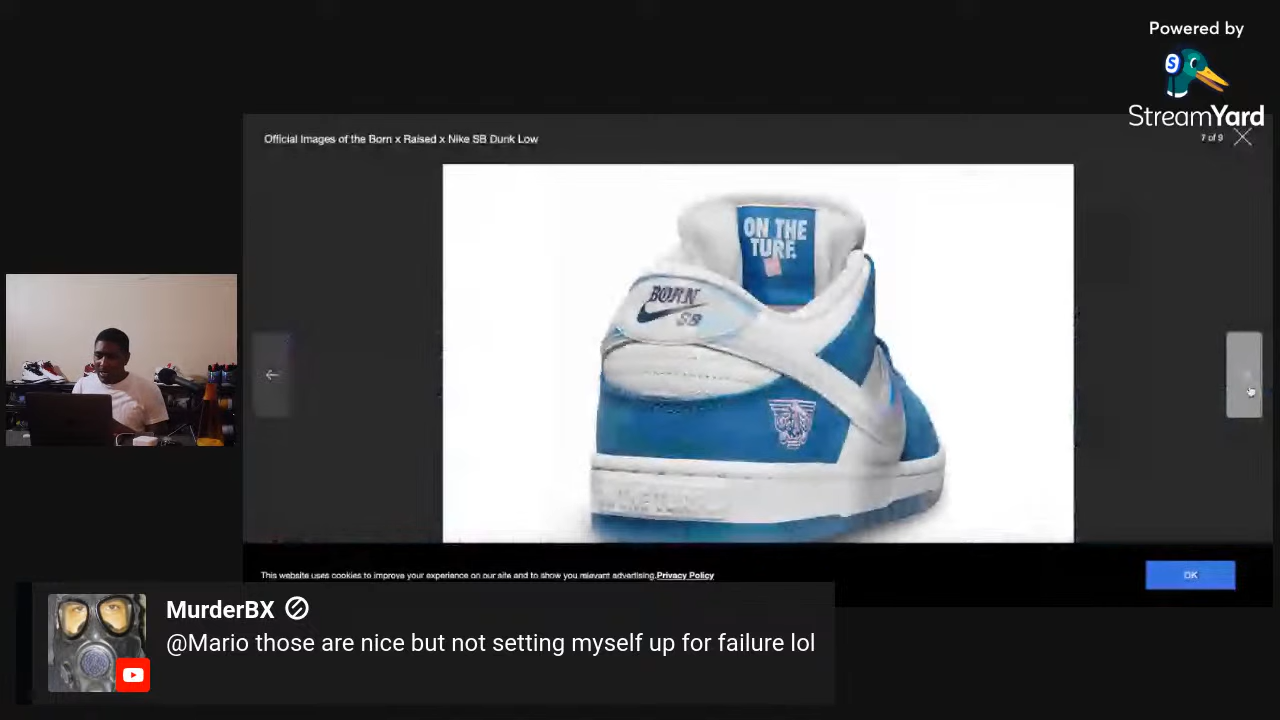 Powered by
StreamYard
Official Images of the Born x Raised x Nike SB Dunk Low
7 of 9
ON THE
TURF.
BORN
SB
This website uses cookies to improve your experience on our site and to show you relevant advertising.Privacy Policy
OK
MurderBX
@Mario those are nice but not setting myself up for failure lol